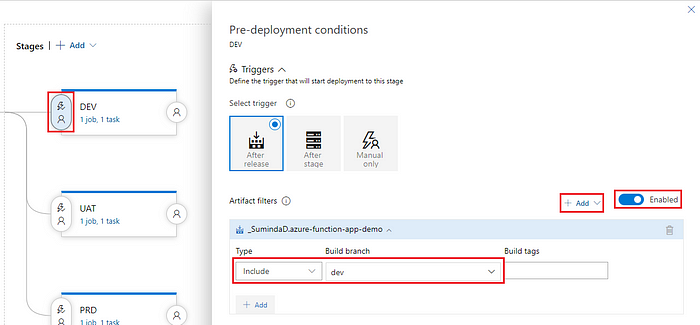 Stages | + Add
DEV
1 job, 1 task
UAT
1 job, 1 task
PRD
1 job, 1 task
Pre-deployment conditions
DEV
Triggers
Define the trigger that will start deployment to this stage
Select trigger
After release
After stage
Manual only
Artifact filters
+ Add
Enabled
_SumindaD.azure-function-app-demo
Type Build branch Build tags
Include dev
+ Add